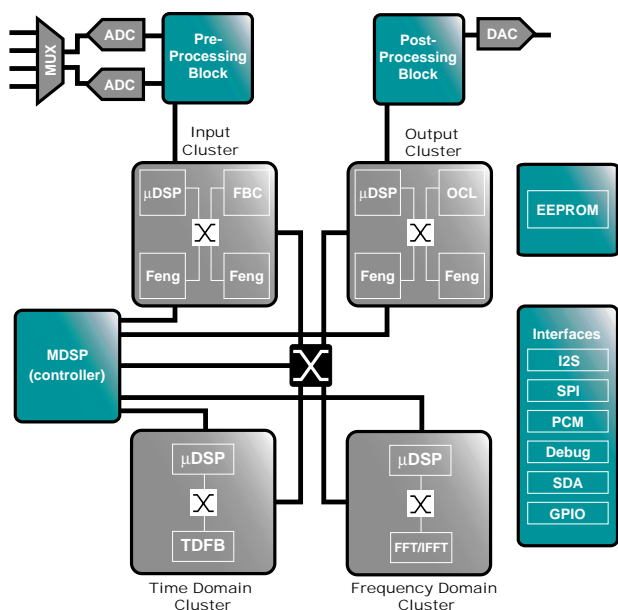 MUX
ADC
ADC
Pre-
Processing
Block
Post-
Processing
Block
DAC
Input
Cluster
Output
Cluster
μDSP
FBC
Feng
Feng
μDSP
OCL
Feng
Feng
EEPROM
MDSP
(controller)
Interfaces
I2S
SPI
PCM
Debug
SDA
GPIO
μDSP
TDFB
μDSP
FFT/IFFT
Time Domain
Cluster
Frequency Domain
Cluster